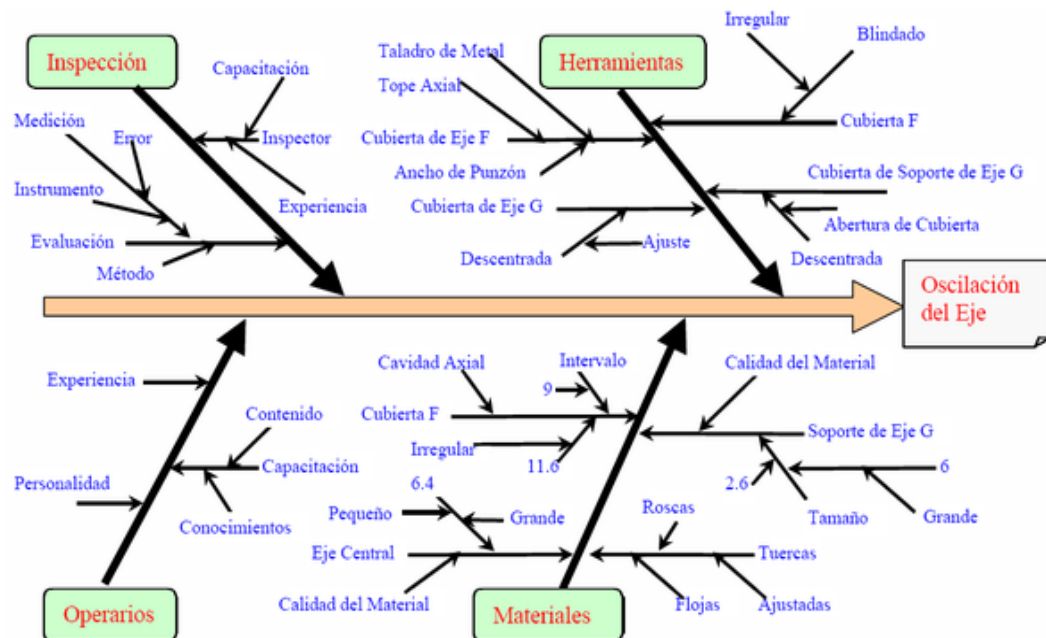 Inspección
Capacitación
Medición
Error
Inspector
Instrumento
Experiencia
Evaluación
Método
Herramientas
Irregular
Blindado
Taladro de Metal
Tope Axial
Cubierta F
Cubierta de Eje F
Ancho de Punzón
Cubierta de Soporte de Eje G
Cubierta de Eje G
Abertura de Cubierta
Ajuste
Descentrada
Descentrada
Oscilación
del Eje
Experiencia
Contenido
Capacitación
Personalidad
Conocimientos
Operarios
Cavidad Axial
Intervalo
9
Calidad del Material
Cubierta F
Irregular
11.6
Soporte de Eje G
6
2.6
Tamaño
Grande
6.4
Pequeño
Grande
Roscas
Eje Central
Tuercas
Calidad del Material
Flojas
Ajustadas
Materiales